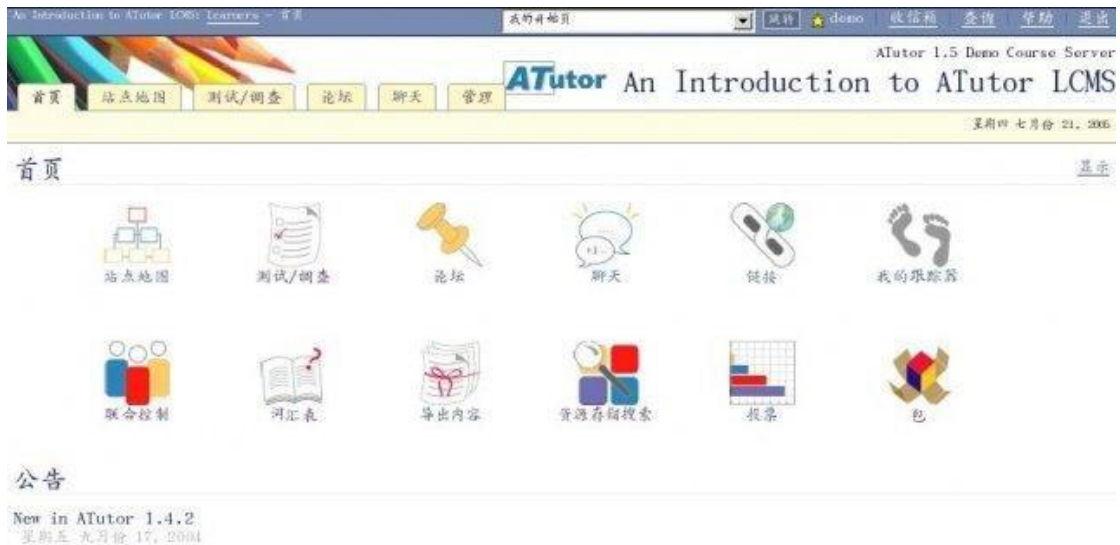 An Introduction to ATutor LCMS: Learners - 首页
我的开始页 跳转 demo 收信箱 查询 帮助 退出
ATutor 1.5 Demo Course Server
ATutor An Introduction to ATutor LCMS
首页 站点地图 测试/调查 论坛 聊天 管理
星期四 七月份 21, 2005
首页 显示
站点地图 测试/调查 论坛 聊天 链接 我的跟踪器
联合控制 词汇表 导出内容 资源存储搜索 投票 包
公告
New in ATutor 1.4.2
星期五 九月份 17, 2004